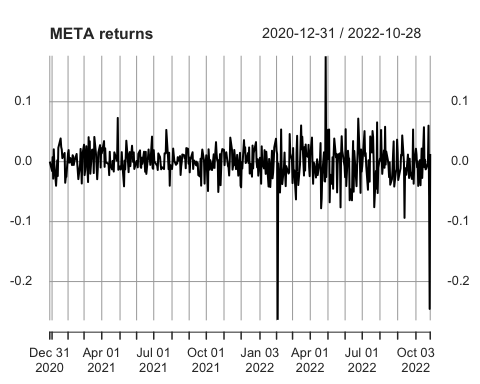 META returns
2020-12-31 / 2022-10-28
0.1 0.1
0.0 0.0
-0.1 -0.1
-0.2 -0.2
Dec 31 Apr 01 Jul 01 Oct 01 Jan 03 Apr 01 Jul 01 Oct 03
2020 2021 2021 2021 2022 2022 2022 2022